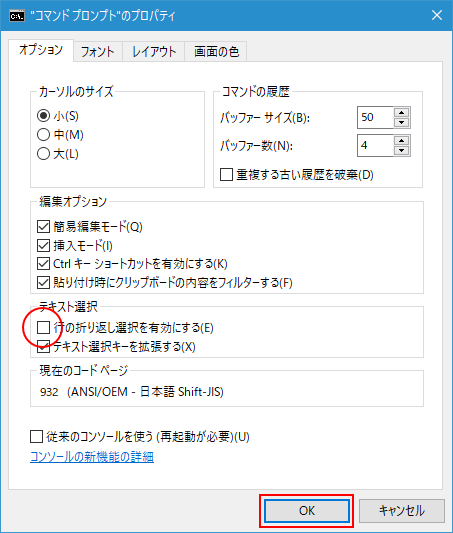 "コマンド プロンプト"のプロパティ
オプション フォント レイアウト 画面の色
カーソルのサイズ
小(S)
中(M)
大(L)
コマンドの履歴
バッファー サイズ(B): 50
バッファー数(N): 4
重複する古い履歴を破棄(D)
編集オプション
簡易編集モード(Q)
挿入モード(I)
Ctrl キー ショートカットを有効にする(K)
貼り付け時にクリップボードの内容をフィルターする(F)
テキスト選択
行の折り返し選択を有効にする(E)
テキスト選択キーを拡張する(X)
現在のコード ページ
932 (ANSI/OEM - 日本語 Shift-JIS)
従来のコンソールを使う (再起動が必要)(U)
コンソールの新機能の詳細
OK キャンセル